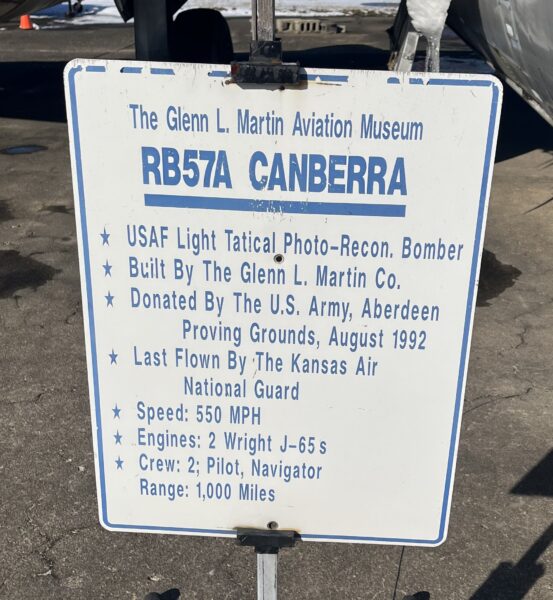 The Glenn L. Martin Aviation Museum
RB57A CANBERRA
★ USAF Light Tatical Photo-Recon. Bomber
★ Built By The Glenn L. Martin Co.
★ Donated By The U.S. Army, Aberdeen
Proving Grounds, August 1992
★ Last Flown By The Kansas Air
National Guard
★ Speed: 550 MPH
★ Engines: 2 Wright J-65s
★ Crew: 2; Pilot, Navigator
Range: 1,000 Miles